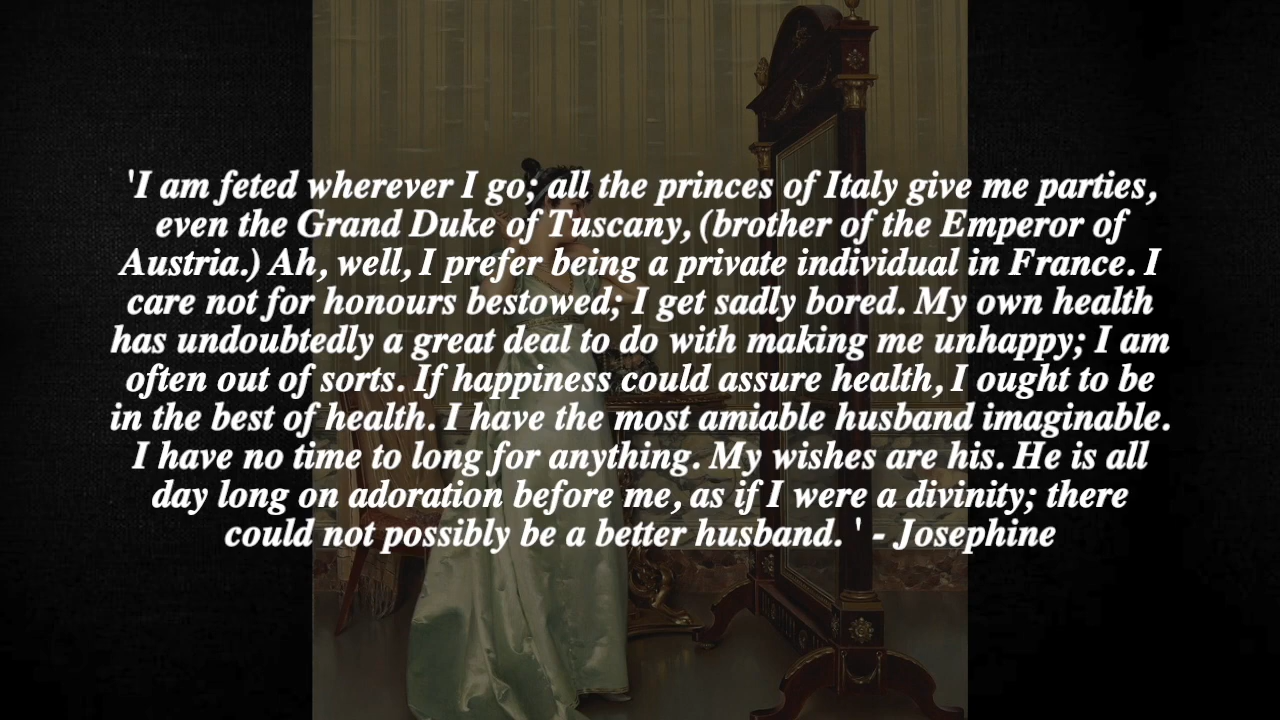 'I am feted wherever I go; all the princes of Italy give me parties,
even the Grand Duke of Tuscany, (brother of the Emperor of
Austria.) Ah, well, I prefer being a private individual in France. I
care not for honours bestowed; I get sadly bored. My own health
has undoubtedly a great deal to do with making me unhappy; I am
often out of sorts. If happiness could assure health, I ought to be
in the best of health. I have the most amiable husband imaginable.
I have no time to long for anything. My wishes are his. He is all
day long on adoration before me, as if I were a divinity; there
could not possibly be a better husband. ' - Josephine